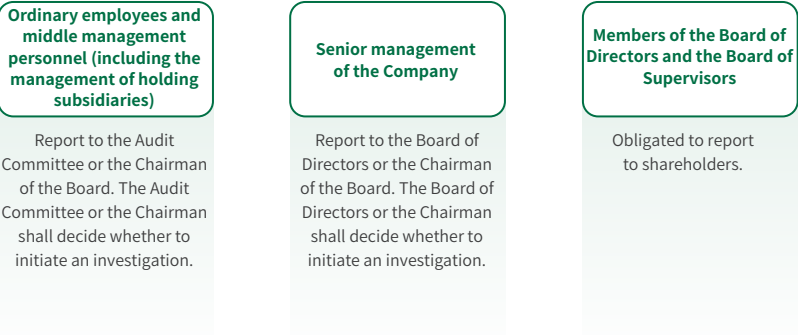 Ordinary employees and
middle management
personnel (including the
management of holding
subsidiaries)
Report to the Audit
Committee or the Chairman
of the Board. The Audit
Committee or the Chairman
shall decide whether to
initiate an investigation.
Senior management
of the Company
Report to the Board of
Directors or the Chairman
of the Board. The Board of
Directors or the Chairman
shall decide whether to
initiate an investigation.
Members of the Board of
Directors and the Board of
Supervisors
Obligated to report
to shareholders.